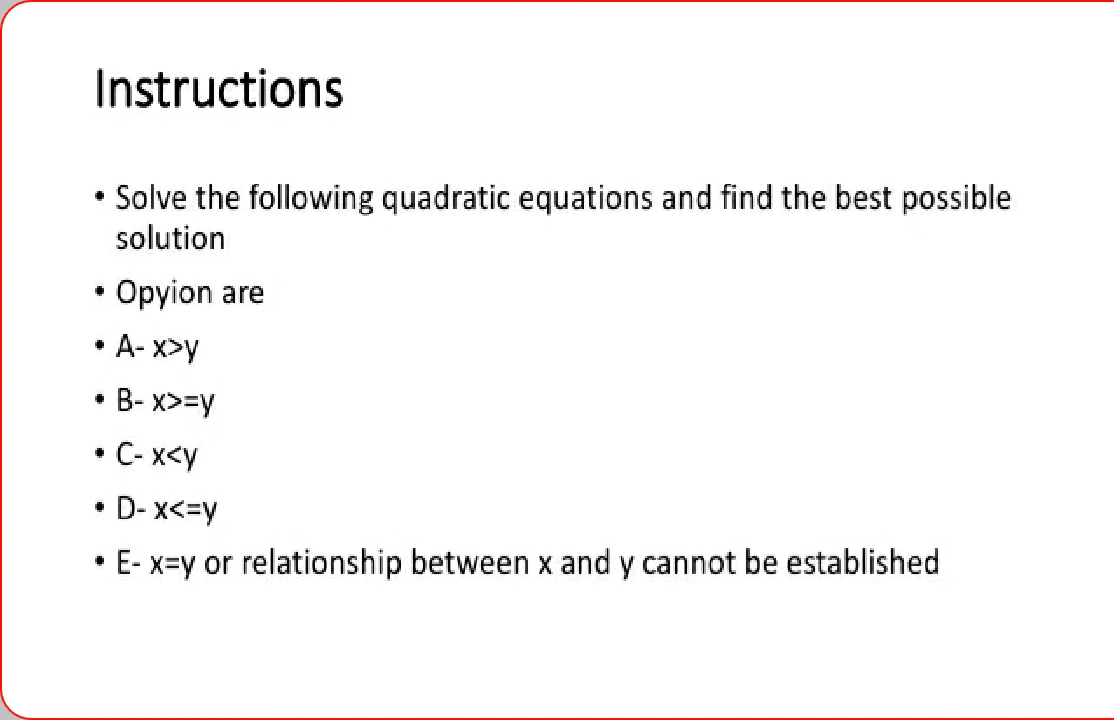 Instructions
• Solve the following quadratic equations and find the best possible
solution
• Opyion are
• A- x>y
• B- x>=y
• C- x<y
• D- x<=y
• E- x=y or relationship between x and y cannot be established